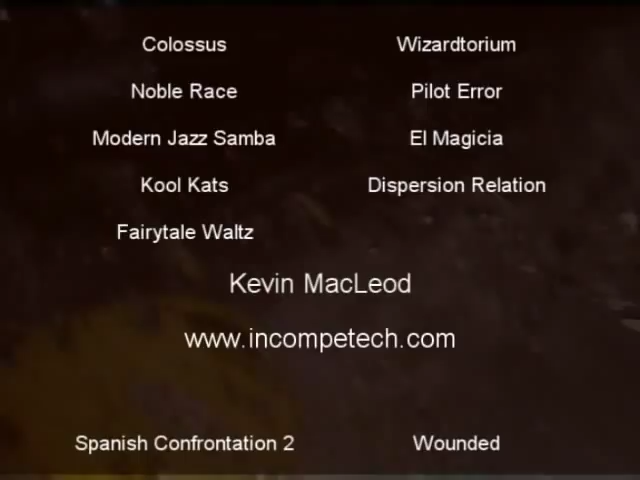 Colossus Wizardtorium
Noble Race Pilot Error
Modern Jazz Samba El Magicia
Kool Kats Dispersion Relation
Fairytale Waltz
Kevin MacLeod
www.incompetech.com
Spanish Confrontation 2 Wounded